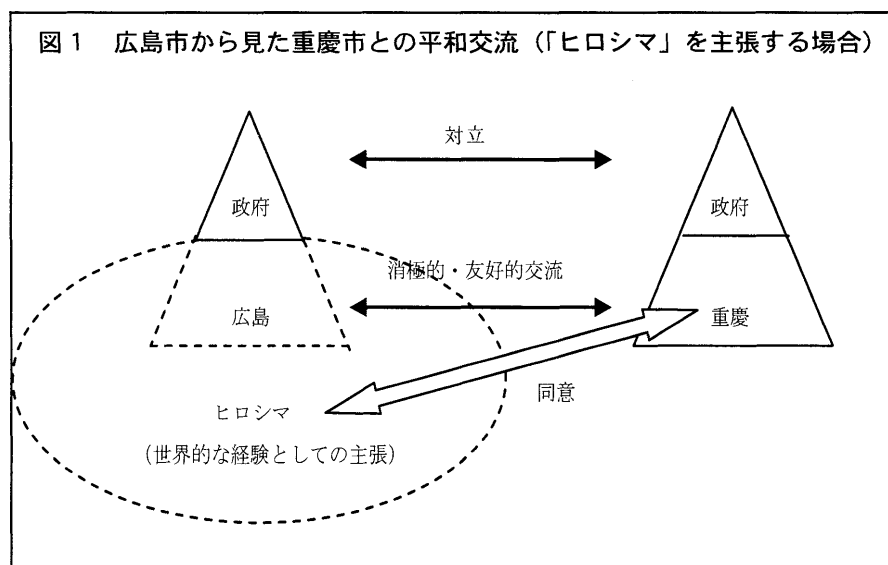 図1 広島市から見た重慶市との平和交流(「ヒロシマ」を主張する場合)
対立
政府
政府
消極的・友好的交流
広島
重慶
同意
ヒロシマ
(世界的な経験としての主張)